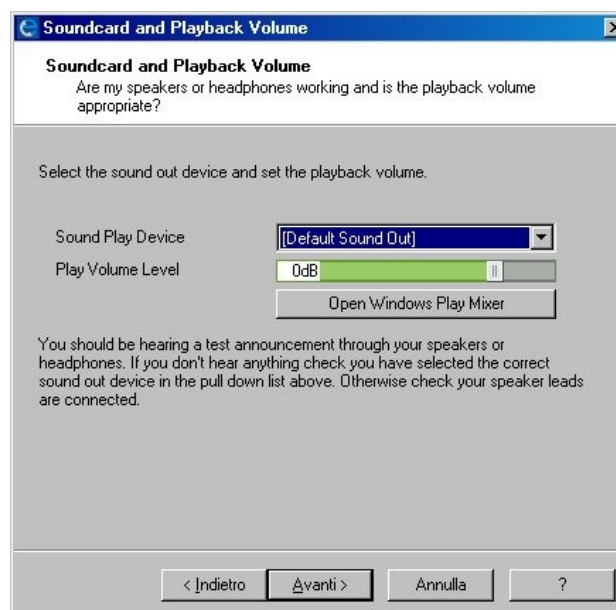 Soundcard and Playback Volume
Soundcard and Playback Volume
Are my speakers or headphones working and is the playback volume
appropriate?
Select the sound out device and set the playback volume.
Sound Play Device
[Default Sound Out]
Play Volume Level
0dB
Open Windows Play Mixer
You should be hearing a test announcement through your speakers or
headphones. If you don't hear anything check you have selected the correct
sound out device in the pull down list above. Otherwise check your speaker leads
are connected.
< Indietro
Avanti >
Annulla
?